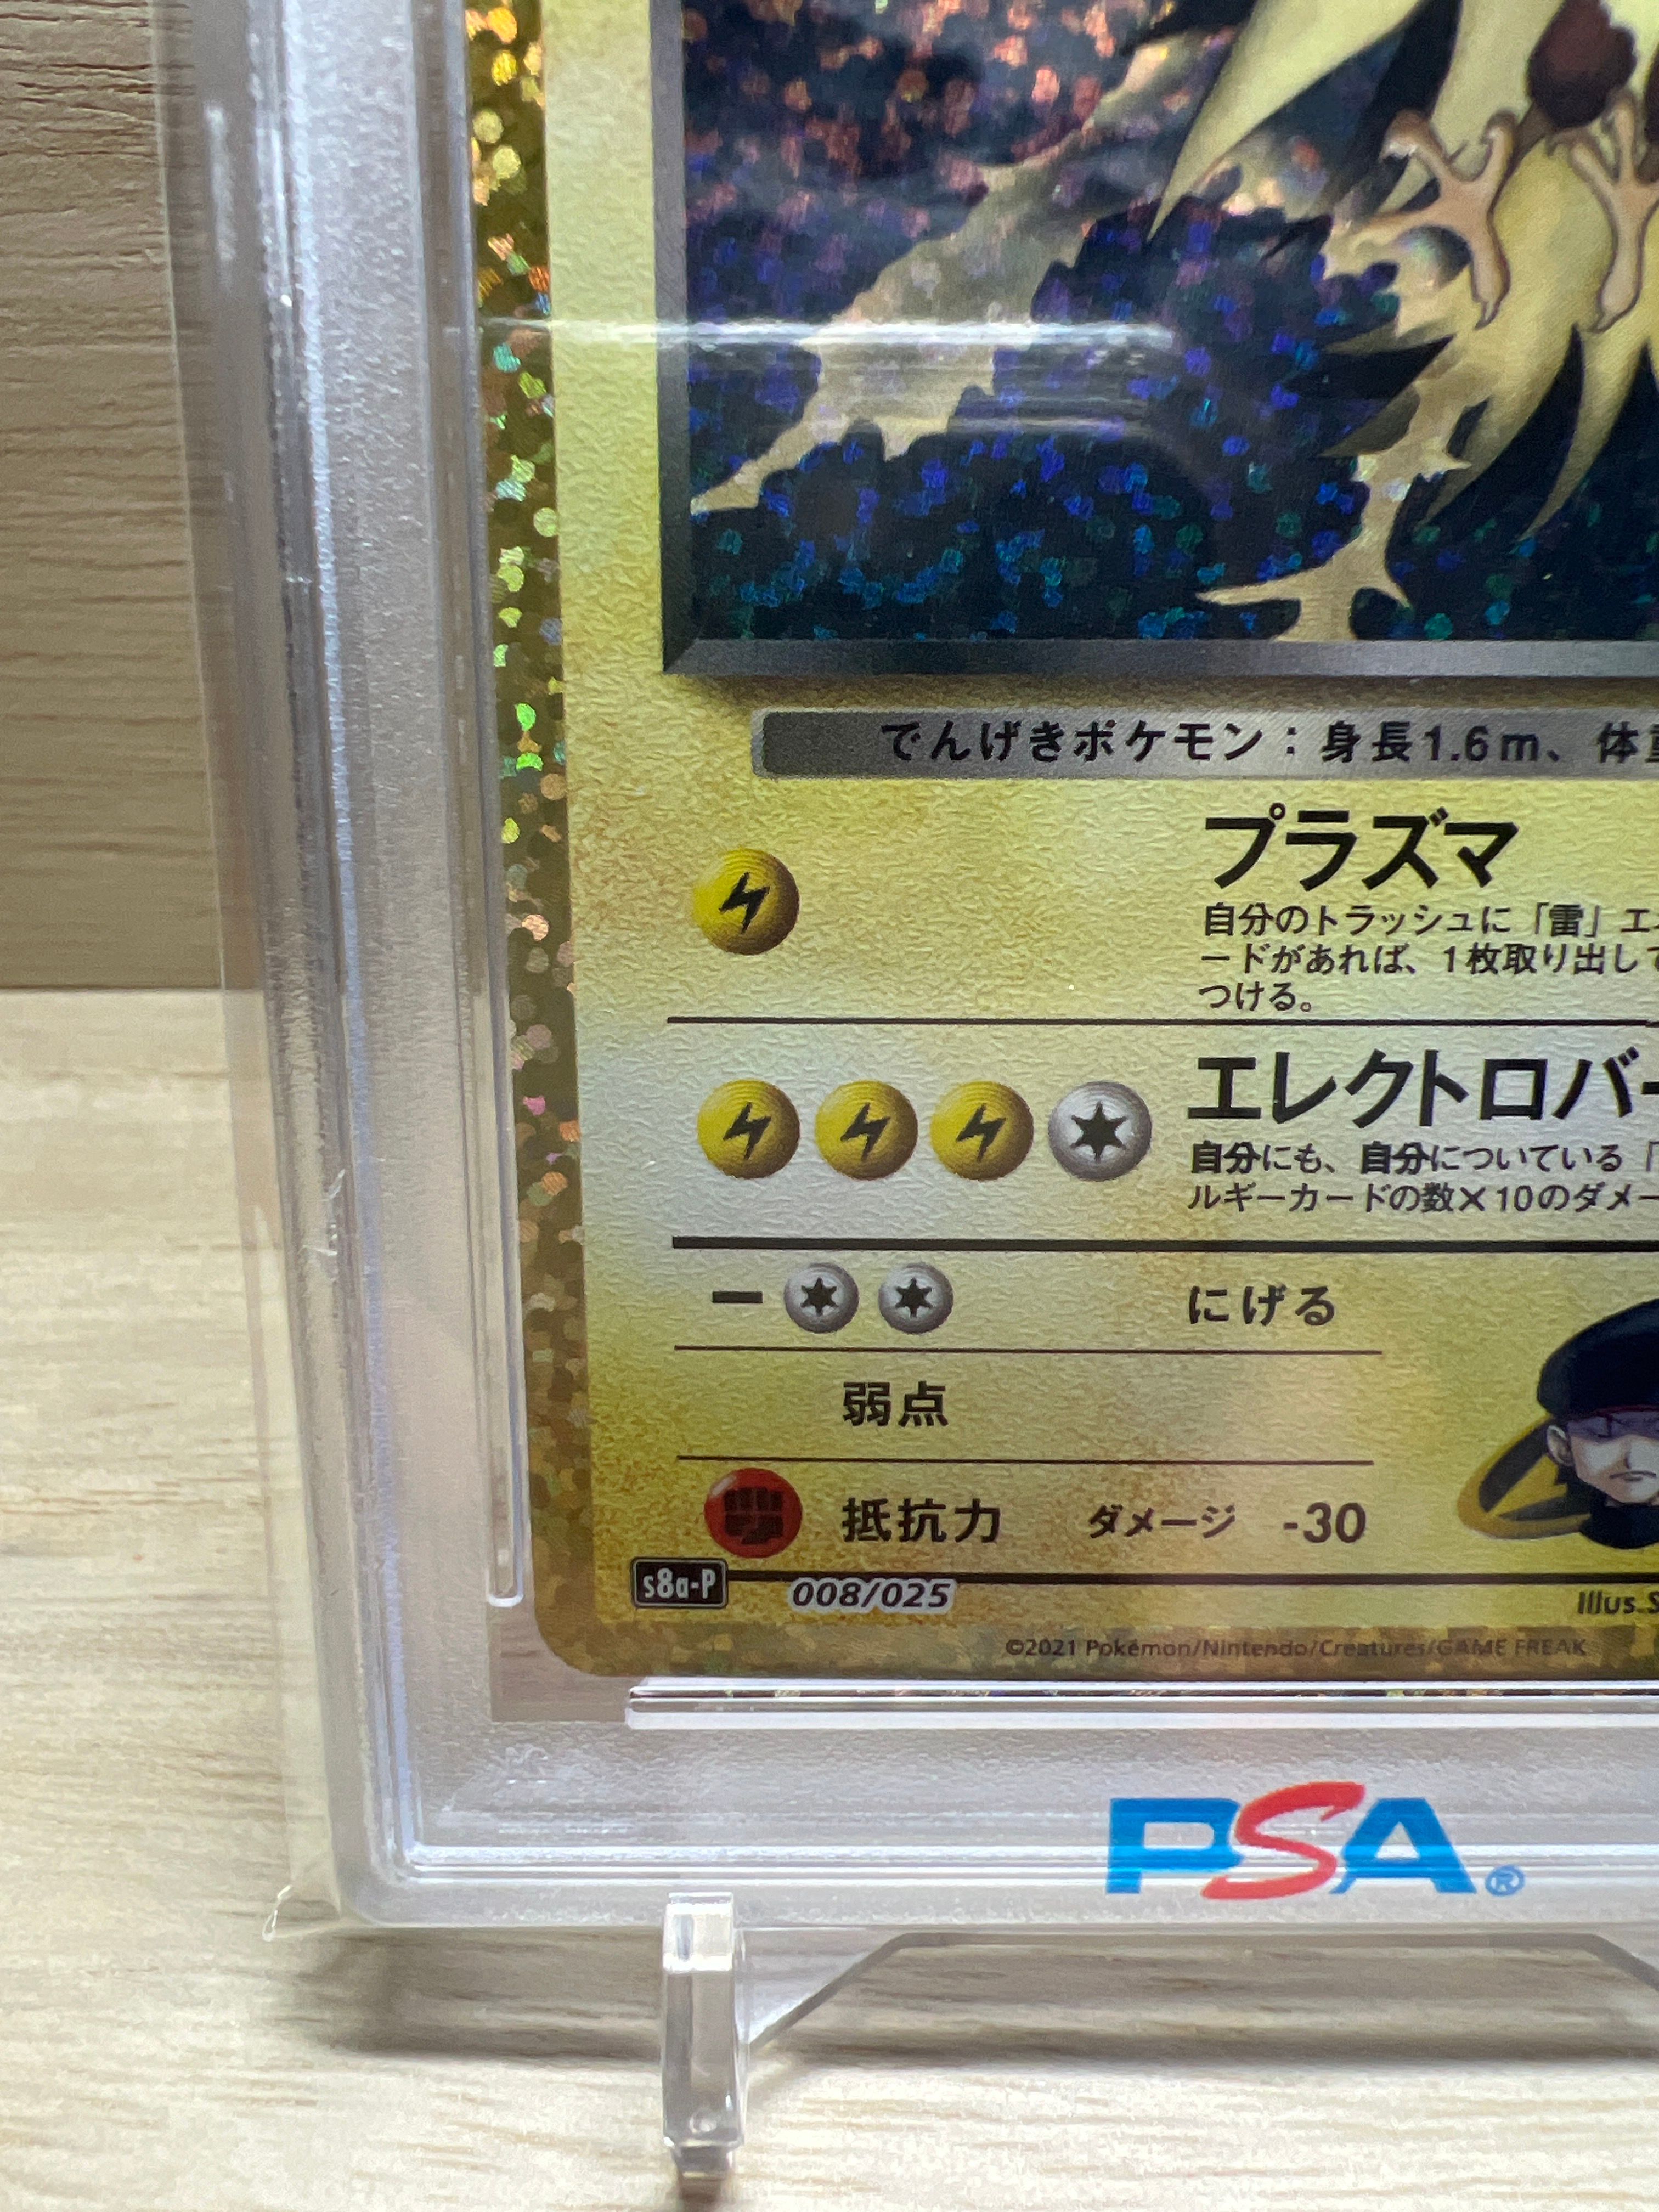 でんげきポケモン：身長1.6m、体
プラズマ
自分のトラッシュに「雷」エ
ードがあれば、1枚取り出して
つける。
エレクトロバー
自分にも、自分についている「
ルギーカードの数×10のダメー
ー にげる
弱点
抵抗力 ダメージ -30
s8a-P 008/025
Illus.
©2021 Pokémon/Nintendo/Creatures/GAME FREAK
PSA®